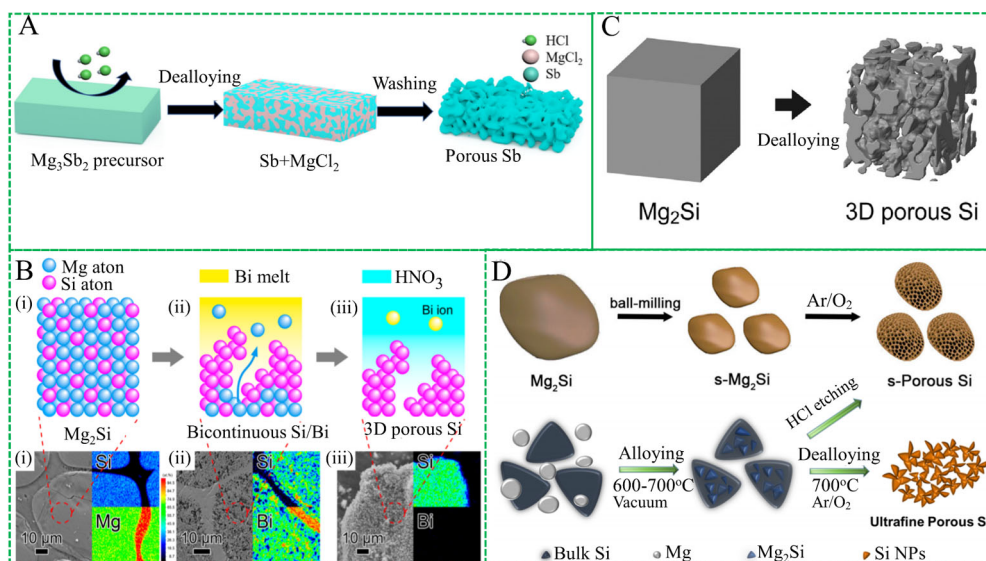 A
HCl
MgCl₂
Sb
Dealloying
Washing
Mg₃Sb₂ precursor
Sb+MgCl₂
Porous Sb
C
Dealloying
Mg₂Si
3D porous Si
B
Mg aton
Si aton
Bi melt
HNO₃
(i)
(ii)
(iii)
Bi ion
Mg₂Si
Bicontinuous Si/Bi
3D porous Si
(i)
Si
Mg
10 μm
(ii)
Si
Bi
10 μm
(iii)
Si
Bi
10 μm
D
ball-milling
Ar/O₂
Mg₂Si
s-Mg₂Si
s-Porous Si
HCl etching
Alloying
600-700°C
Vacuum
Dealloying
700°C
Ar/O₂
Ultrafine Porous S
Bulk Si
Mg
Mg₂Si
Si NPs